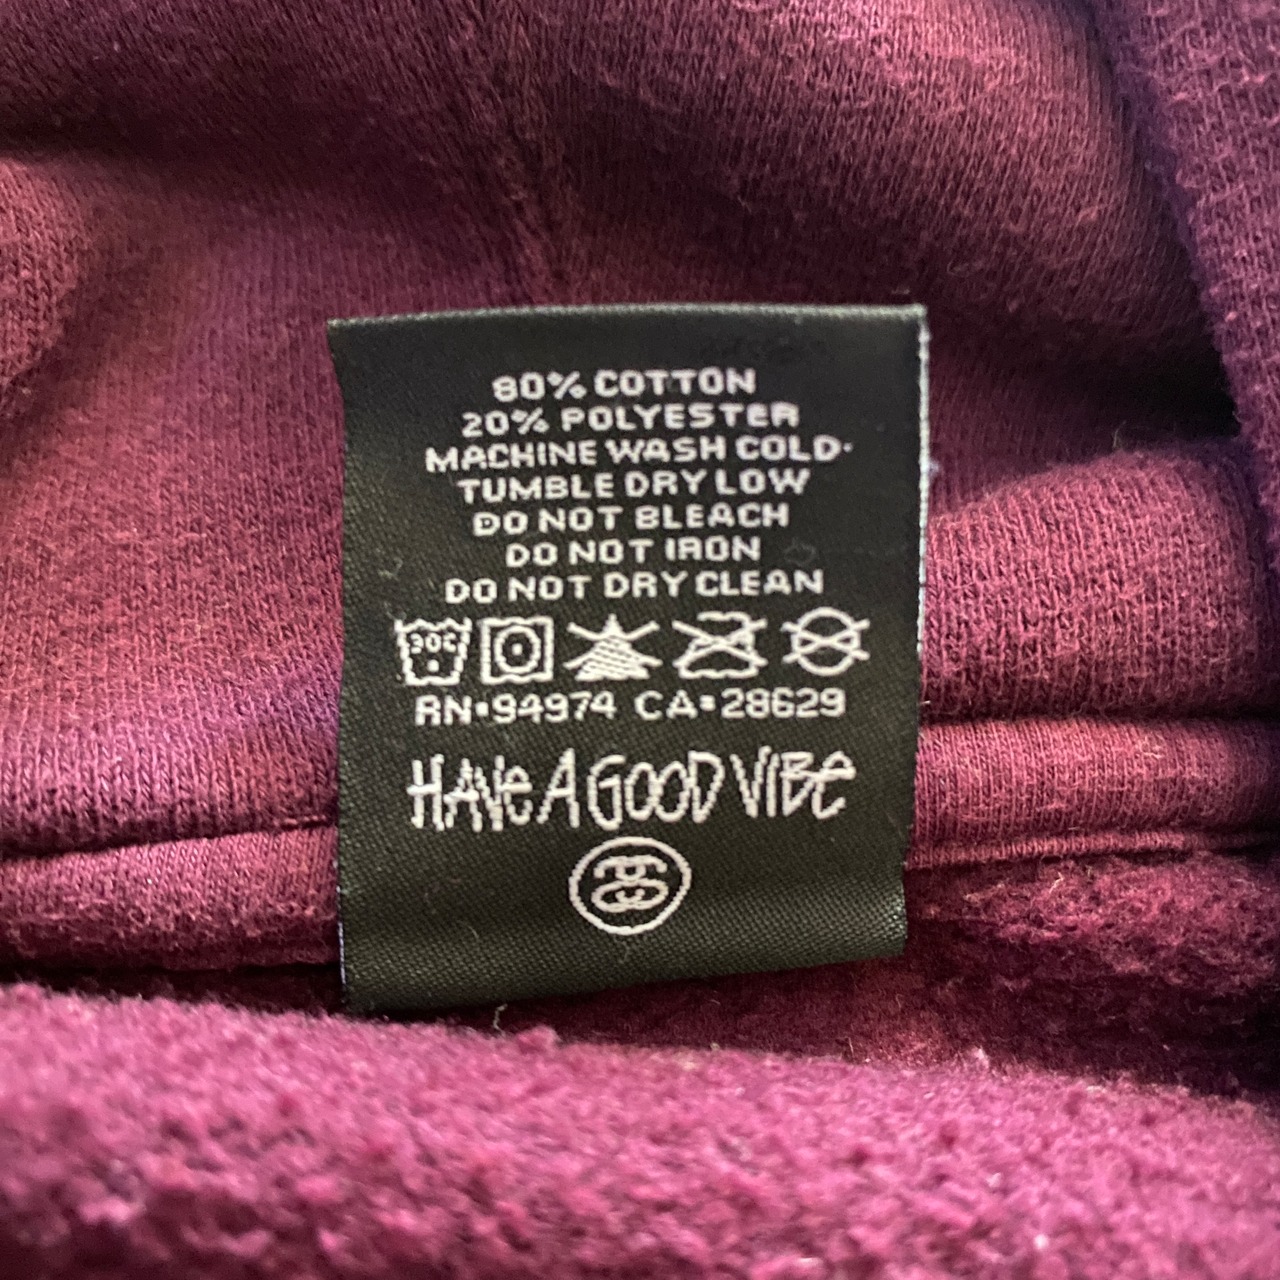 80% COTTON
20% POLYESTER
MACHINE WASH COLD·
TUMBLE DRY LOW
DO NOT BLEACH
DO NOT IRON
DO NOT DRY CLEAN
30C
RN·94974 CA:28629
HAVE A GOOD VIBE